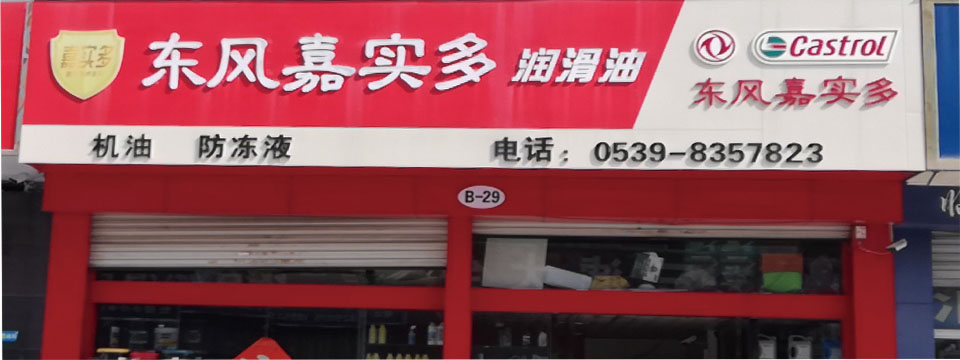 嘉实多
东风嘉实多 润滑油
Castrol
东风嘉实多
机油 防冻液 电话：0539-8357823
B-29